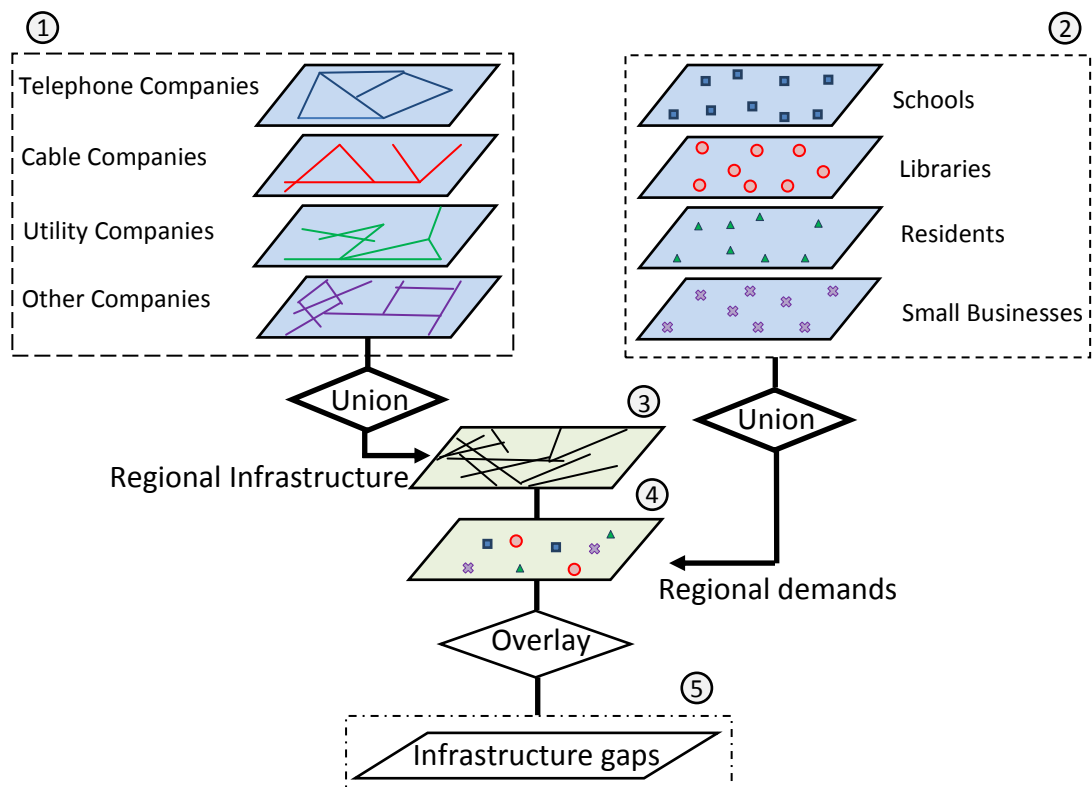 1
Telephone Companies
Cable Companies
Utility Companies
Other Companies
Union
2
Schools
Libraries
Residents
Small Businesses
Union
3
Regional Infrastructure
4
Regional demands
Overlay
5
Infrastructure gaps